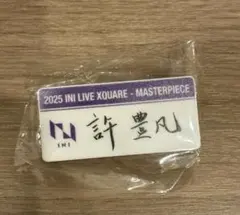 2025 INI LIVE XQUARE - MASTERPIECE
INI
許豊凡